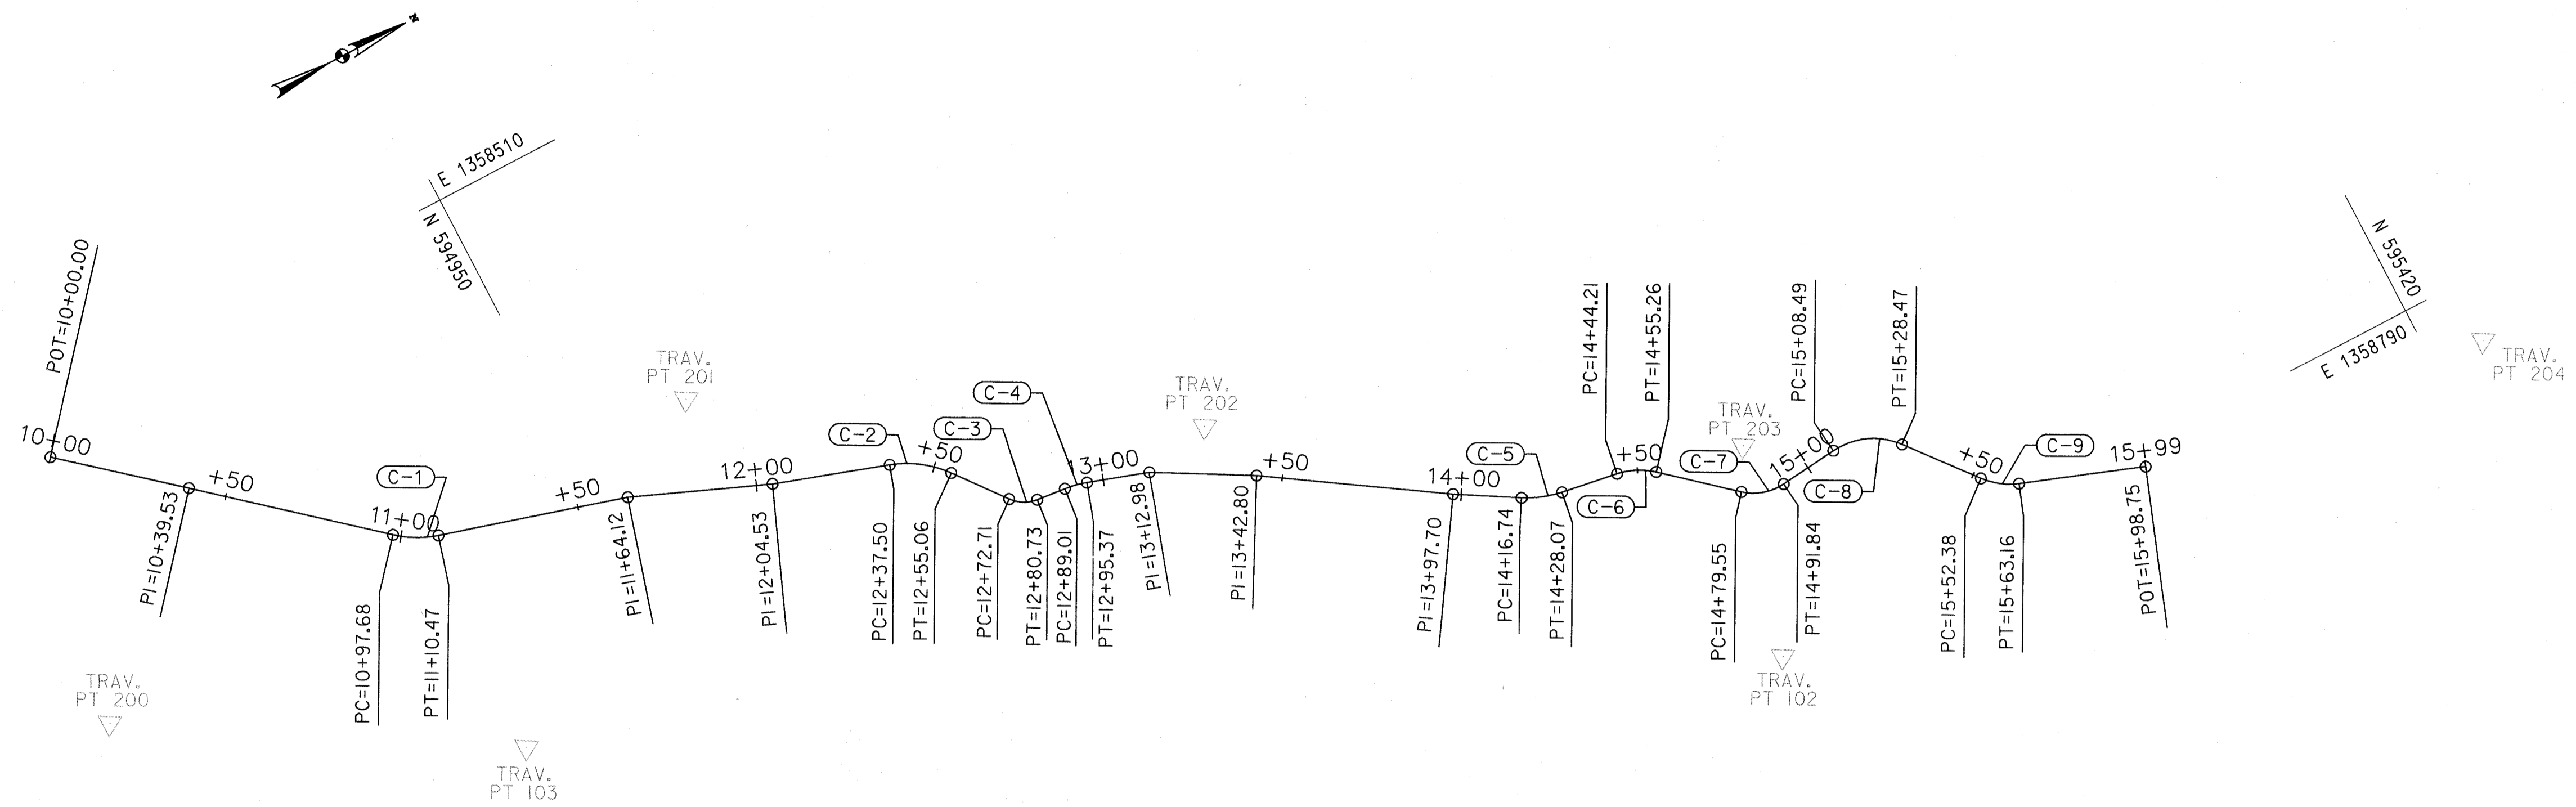 N
E 1358510
N 594950
N 595420
E 1358790
POT=10+00.00
10+00
PI=10+39.53
+50
TRAV.
PT 200
C-1
11+00
PC=10+97.68
PT=11+10.47
TRAV.
PT 103
+50
PI=11+64.12
TRAV.
PT 201
12+00
PI=12+04.53
C-2
PC=12+37.50
+50
PT=12+55.06
C-3
PC=12+72.71
PT=12+80.73
C-4
PC=12+89.01
PT=12+95.37
3+00
PI=13+12.98
TRAV.
PT 202
PI=13+42.80
+50
PI=13+97.70
14+00
PC=14+16.74
C-5
PT=14+28.07
PC=14+44.21
C-6
+50
PT=14+55.26
PC=14+79.55
C-7
TRAV.
PT 203
PT=14+91.84
TRAV.
PT 102
15+00
PC=15+08.49
C-8
PT=15+28.47
PC=15+52.38
+50
C-9
PT=15+63.16
15+99
POT=15+98.75
TRAV.
PT 204